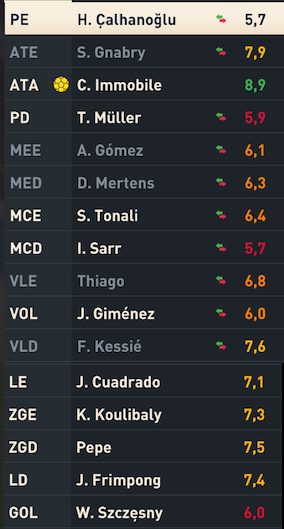 PE H. Çalhanoğlu 5,7
ATE S. Gnabry 7,9
ATA C. Immobile 8,9
PD T. Müller 5,9
MEE A. Gómez 6,1
MED D. Mertens 6,3
MCE S. Tonali 6,4
MCD I. Sarr 5,7
VLE Thiago 6,8
VOL J. Giménez 6,0
VLD F. Kessié 7,6
LE J. Cuadrado 7,1
ZGE K. Koulibaly 7,3
ZGD Pepe 7,5
LD J. Frimpong 7,4
GOL W. Szczęsny 6,0